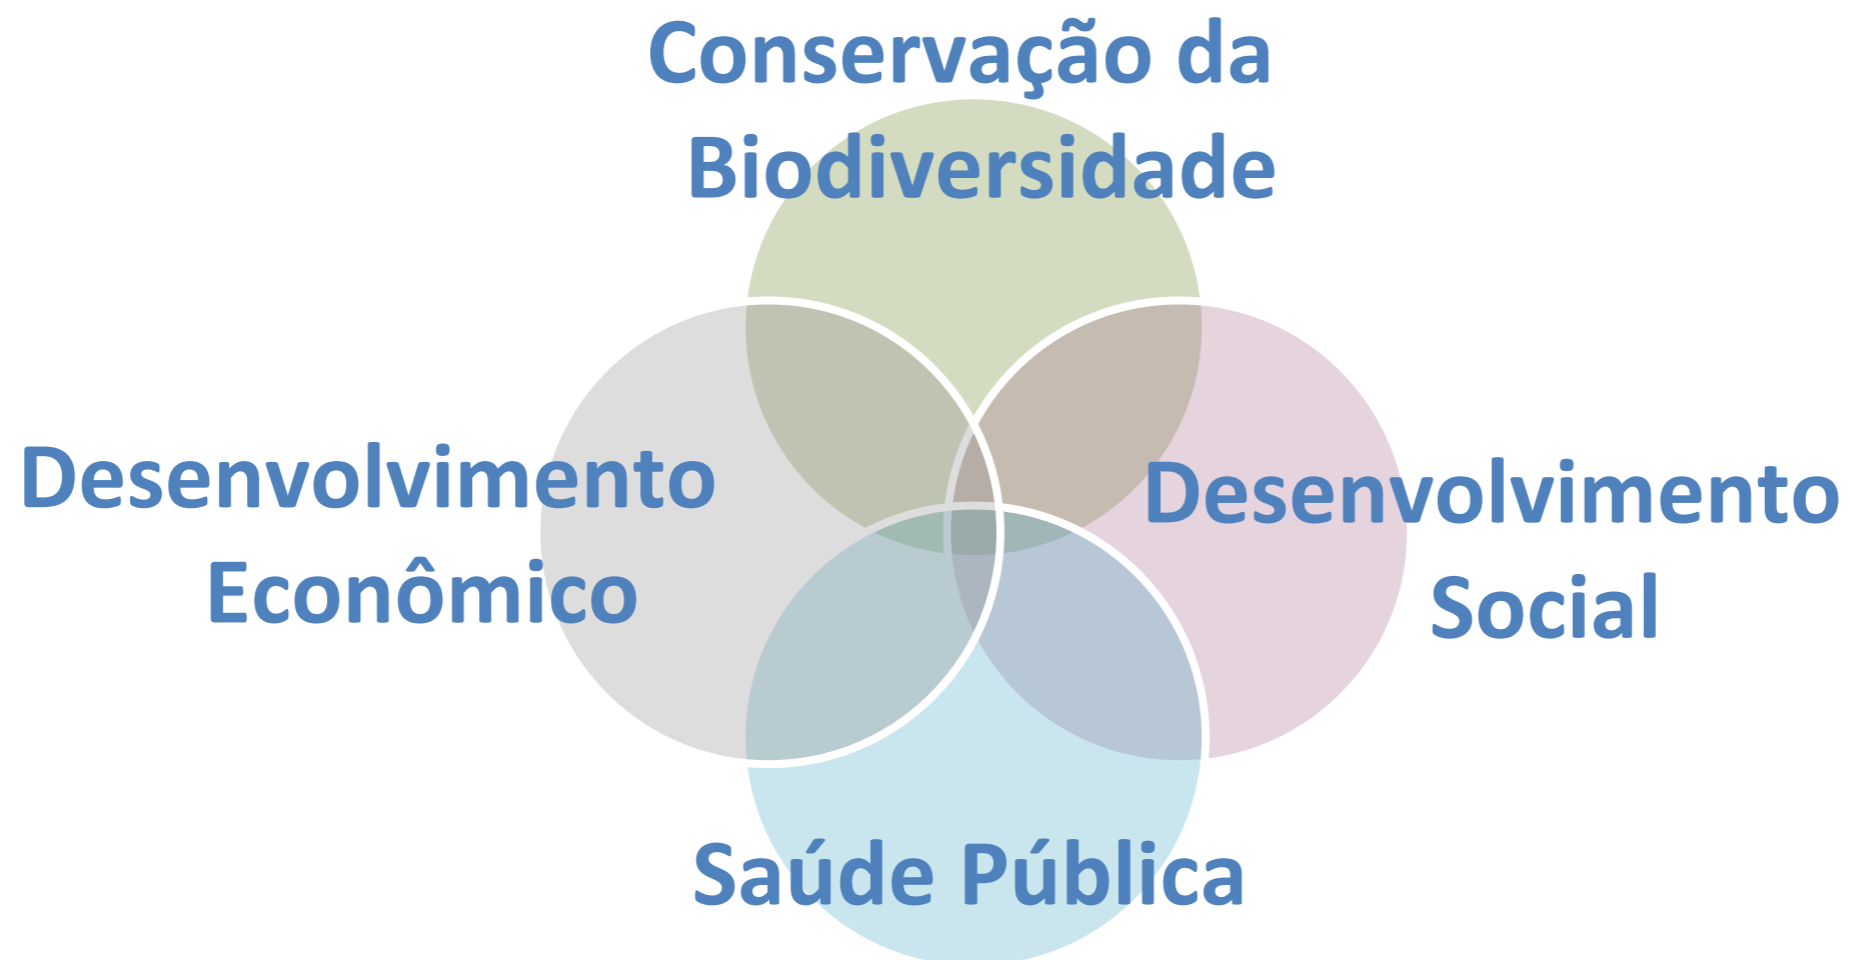 Conservação da
Biodiversidade
Desenvolvimento
Econômico
Desenvolvimento
Social
Saúde Pública